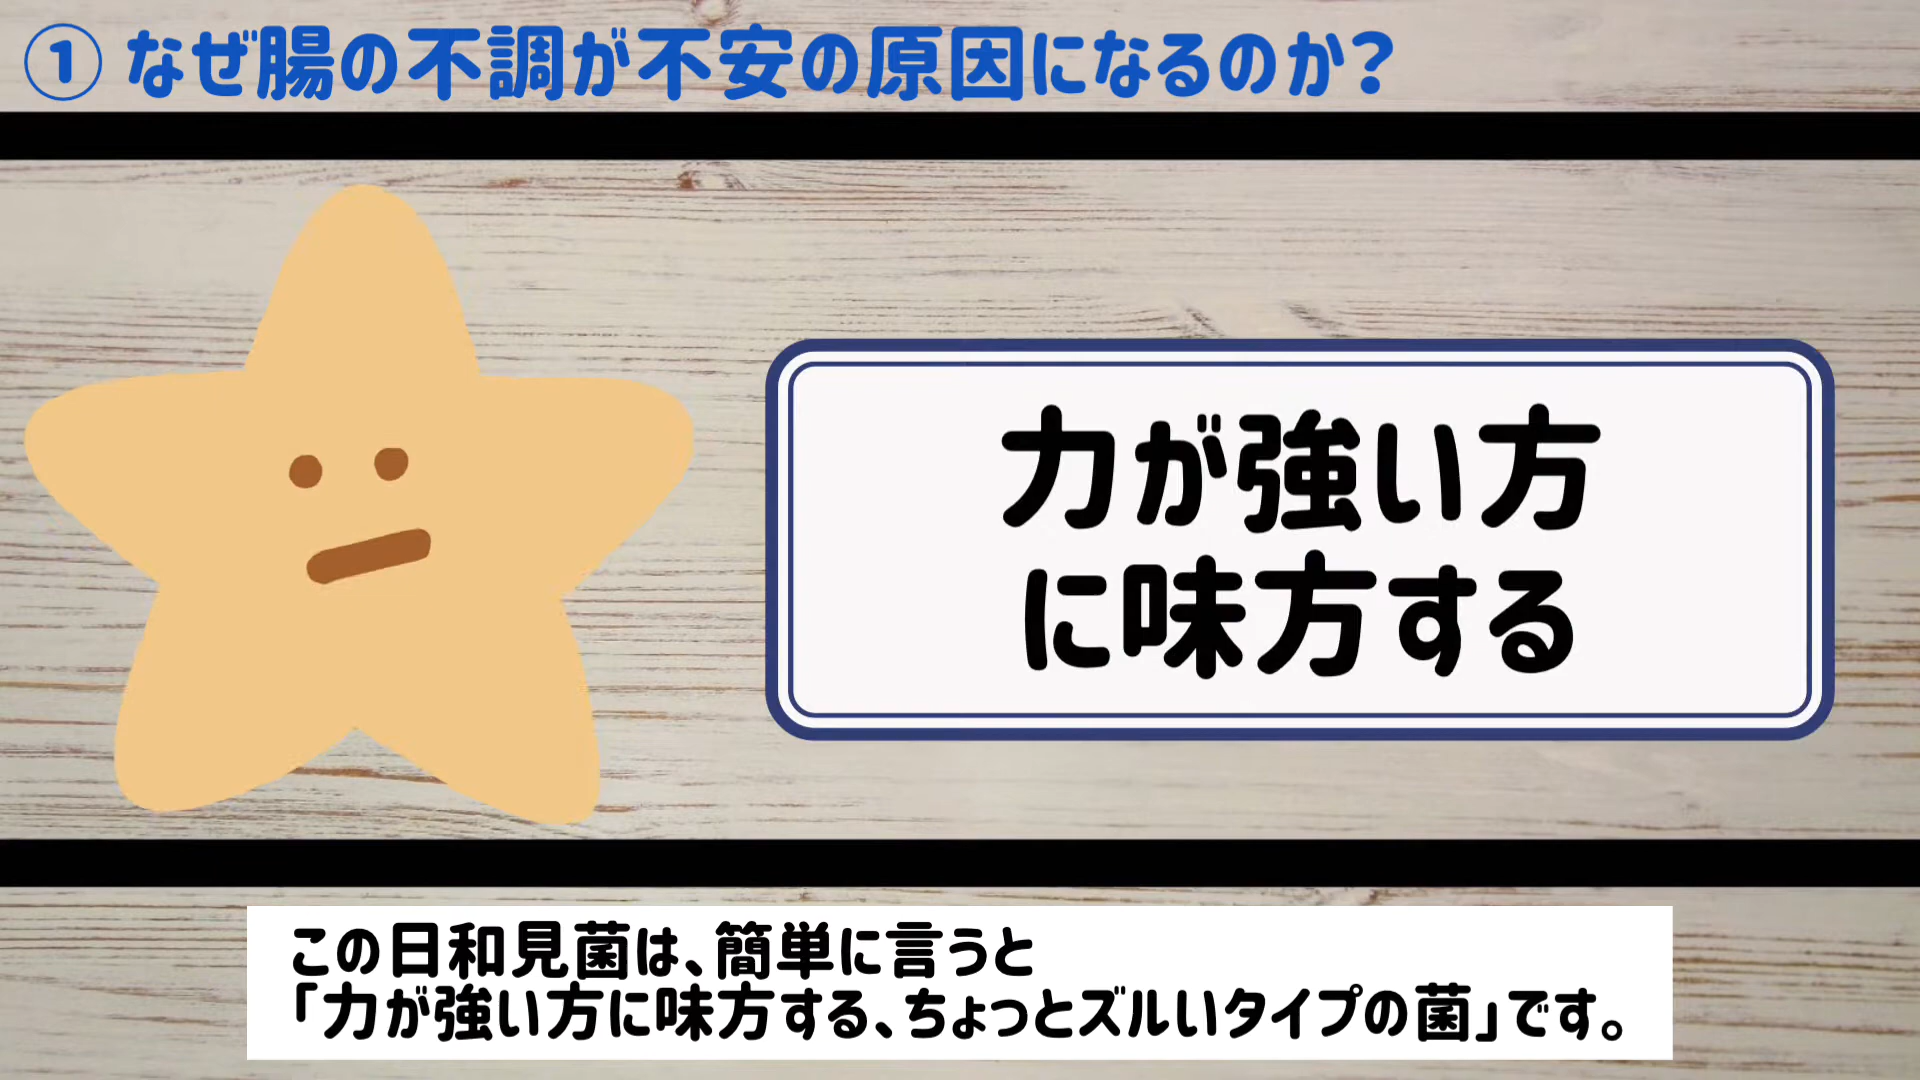 ① なぜ腸の不調が不安の原因になるのか?
力が強い方
に味方する
この日和見菌は、簡単に言うと
「力が強い方に味方する、ちょっとズルいタイプの菌」です。